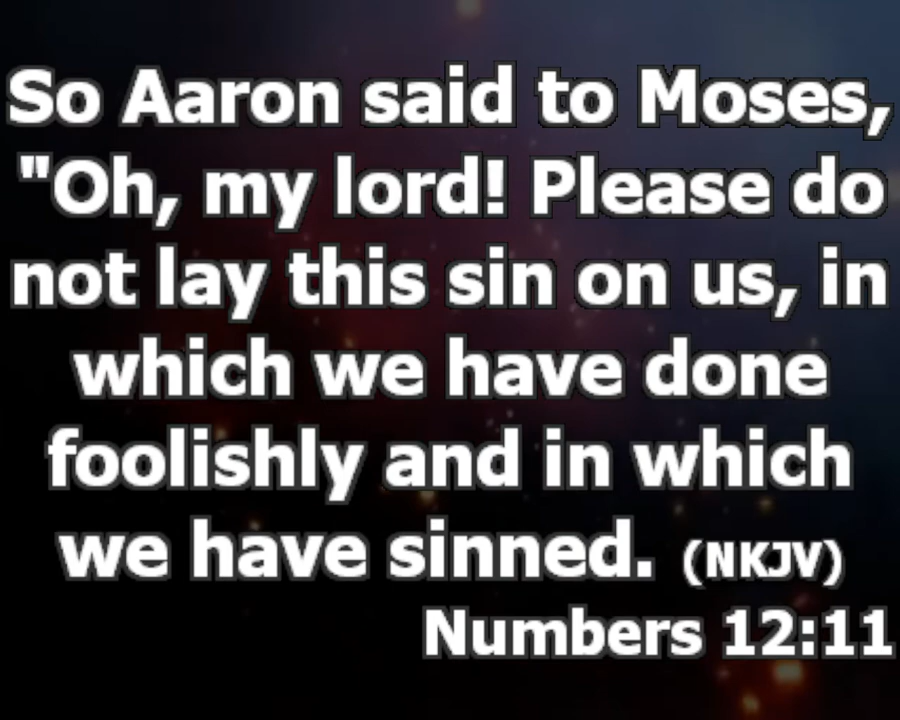 So Aaron said to Moses,
"Oh, my lord! Please do
not lay this sin on us, in
which we have done
foolishly and in which
we have sinned. (NKJV)
Numbers 12:11